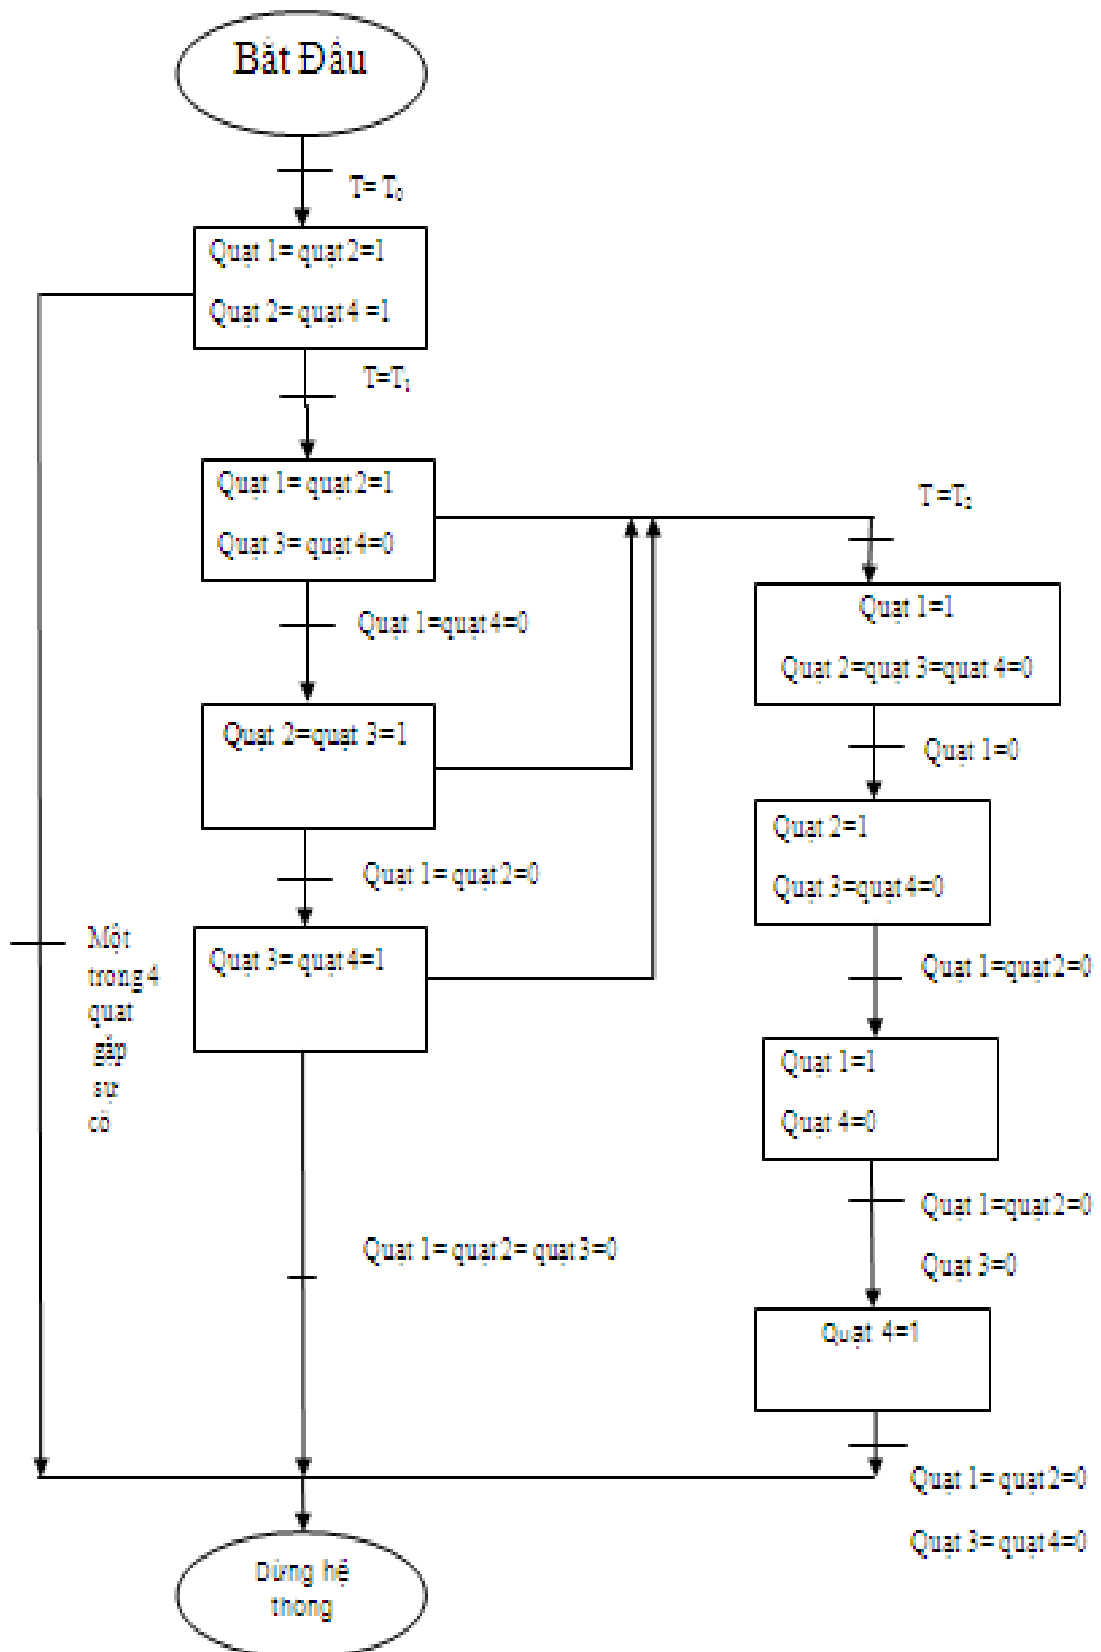 Bắt Đầu
T= T₀
Quạt 1= quạt 2=1
Quạt 2= quạt 4 =1
T=T₁
Quạt 1= quạt 2=1
Quạt 3= quạt 4=0
T =T₂
Quạt 1=quạt 4=0
Quạt 1=1
Quạt 2=quạt 3=quạt 4=0
Quạt 2=quạt 3=1
Quạt 1=0
Quạt 2=1
Quạt 3=quạt 4=0
Quạt 1= quạt 2=0
Một
trong 4
quat
gặp
sự
cố
Quạt 3= quạt 4=1
Quạt 1=quạt 2=0
Quạt 1=1
Quạt 4=0
Quạt 1=quạt 2=0
Quạt 3=0
Quạt 1= quạt 2= quạt 3=0
Quạt 4=1
Quạt 1= quạt 2=0
Quạt 3= quạt 4=0
Dừng hệ
thong